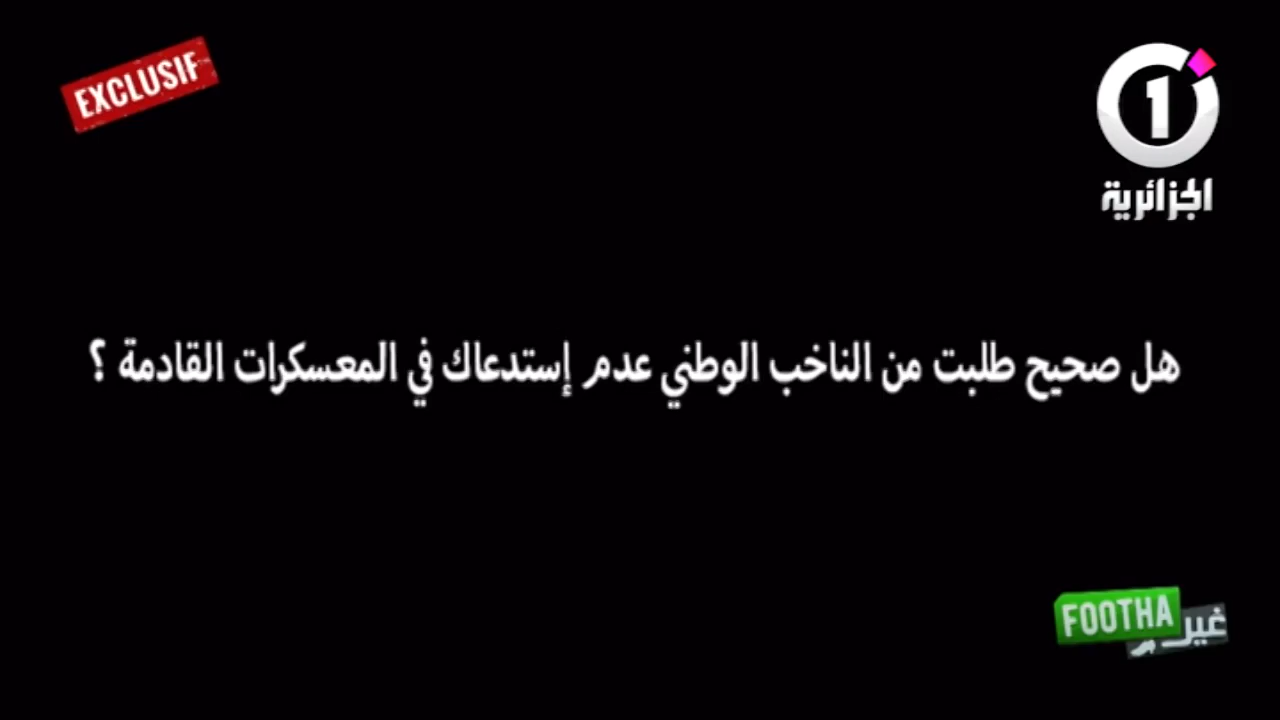 EXCLUSIF
1
الجزائرية
هل صحيح طلبت من الناخب الوطني عدم إستدعاك في المعسكرات القادمة ؟
FOOTHA غير